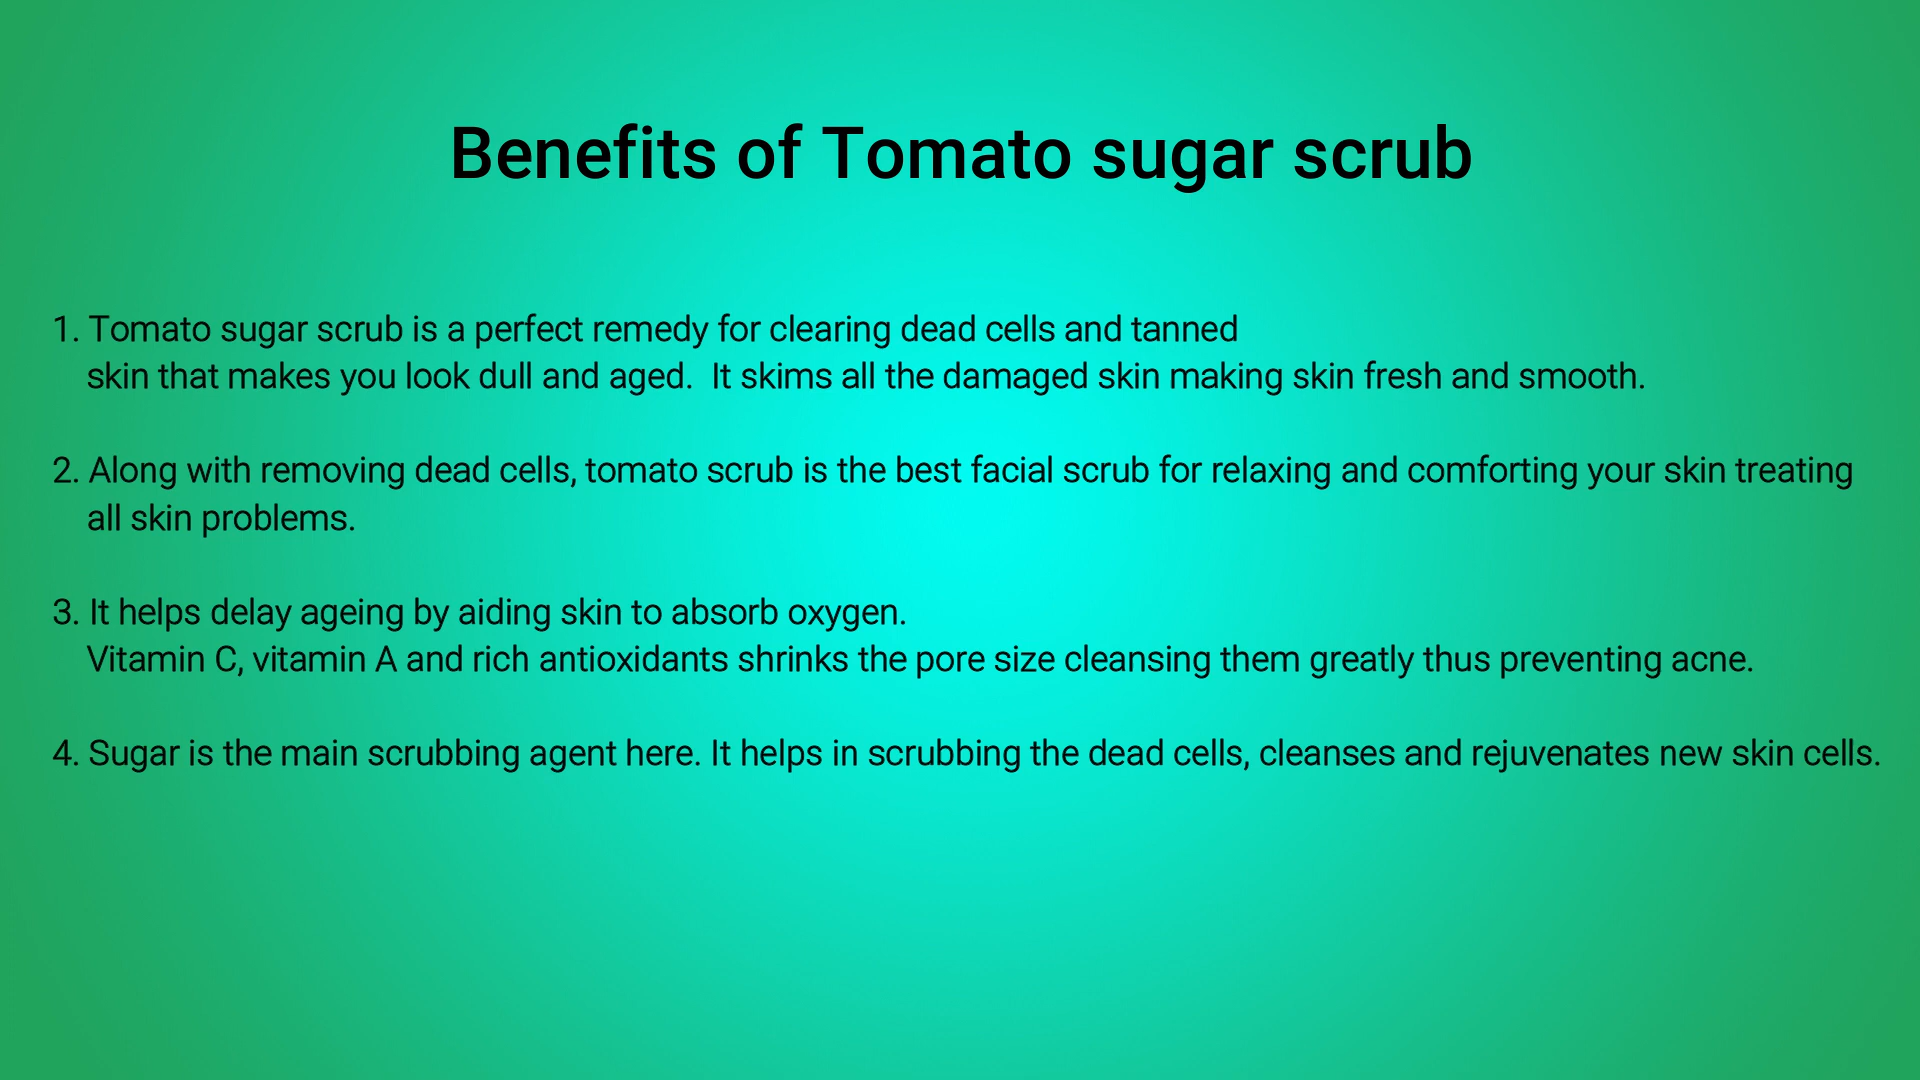 Benefits of Tomato sugar scrub
1. Tomato sugar scrub is a perfect remedy for clearing dead cells and tanned
skin that makes you look dull and aged.  It skims all the damaged skin making skin fresh and smooth.
2. Along with removing dead cells, tomato scrub is the best facial scrub for relaxing and comforting your skin treating
all skin problems.
3. It helps delay ageing by aiding skin to absorb oxygen.
Vitamin C, vitamin A and rich antioxidants shrinks the pore size cleansing them greatly thus preventing acne.
4. Sugar is the main scrubbing agent here. It helps in scrubbing the dead cells, cleanses and rejuvenates new skin cells.